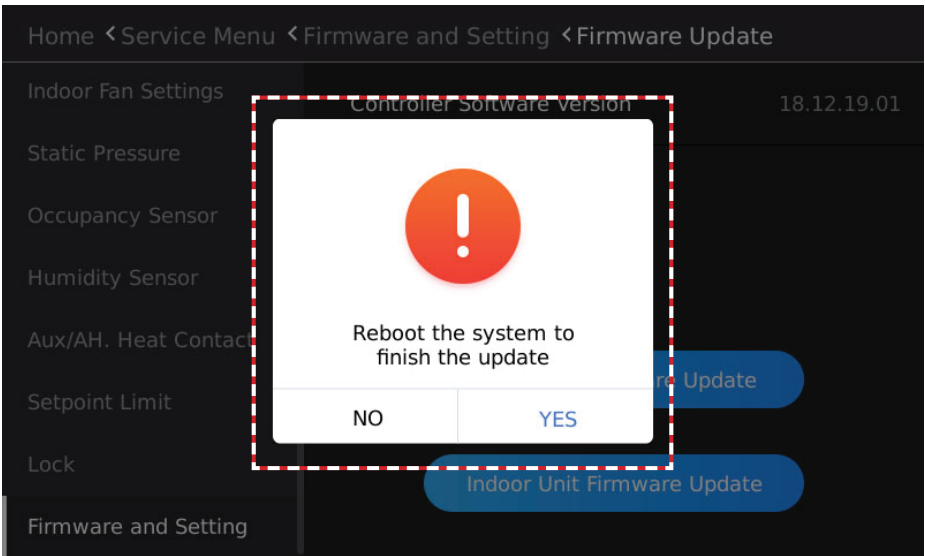 Home < Service Menu < Firmware and Setting < Firmware Update
Indoor Fan Settings
Static Pressure
Occupancy Sensor
Humidity Sensor
Aux/AH. Heat Contact
Setpoint Limit
Lock
Firmware and Setting
Controller Software Version 18.12.19.01
Reboot the system to
finish the update
NO YES
Update
Indoor Unit Firmware Update